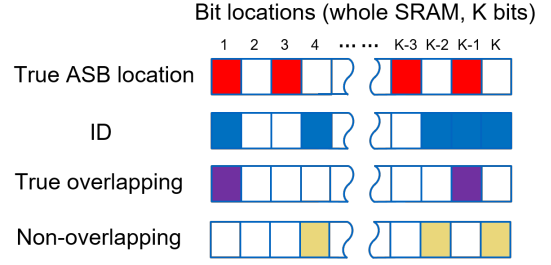 Bit locations (whole SRAM, K bits)
1 2 3 4 ··· ··· K-3 K-2 K-1 K
True ASB location
ID
True overlapping
Non-overlapping